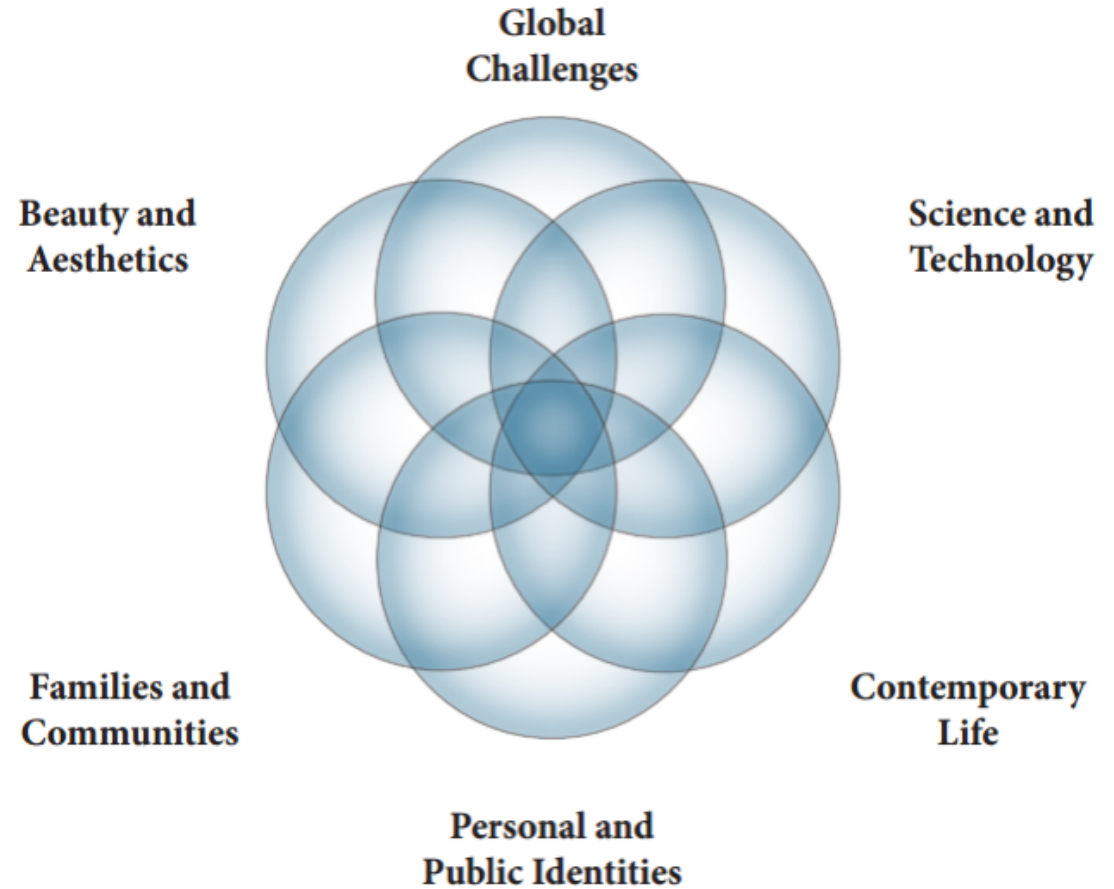 Global
Challenges
Beauty and
Aesthetics
Science and
Technology
Families and
Communities
Contemporary
Life
Personal and
Public Identities